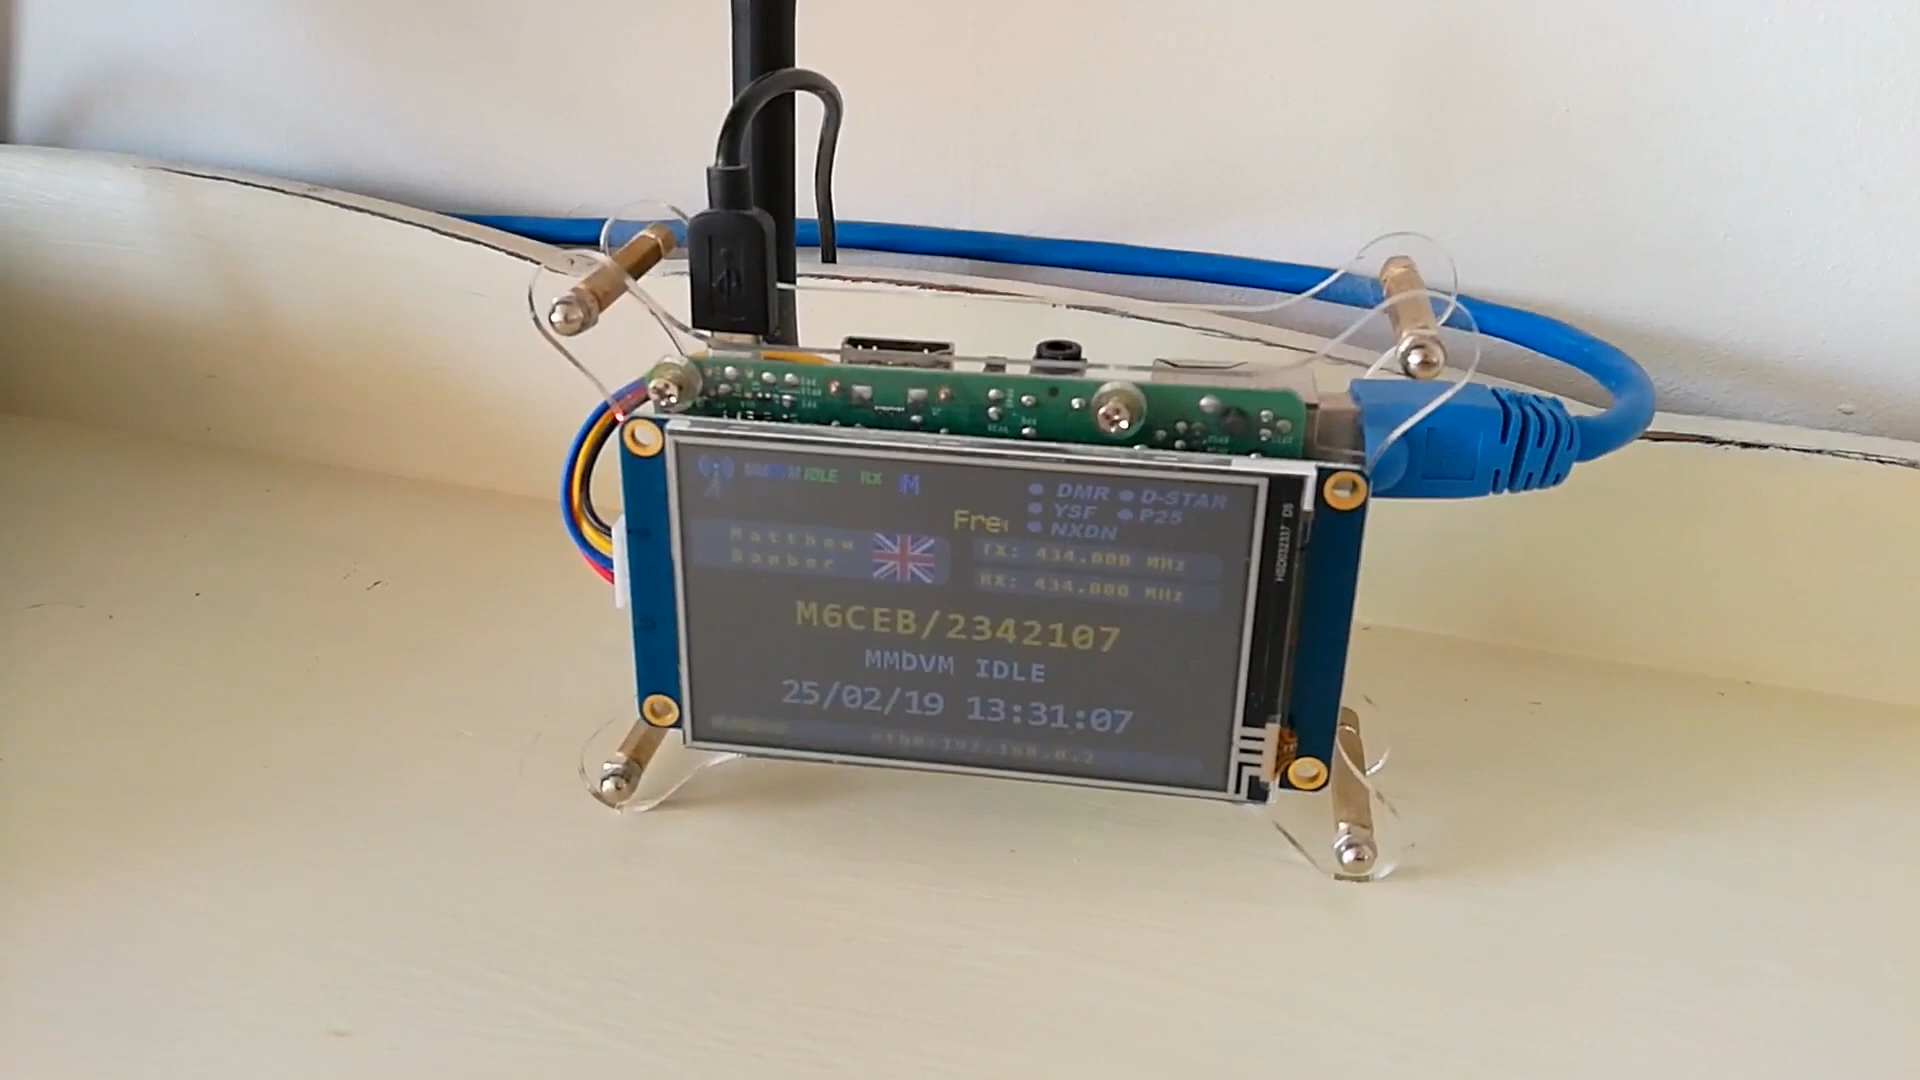 IDLE RX M
DMR D-STAR
YSF P25
NXDN
Matthew
Bamber
TX: 434.000 MHz
RX: 434.000 MHz
M6CEB/2342107
MMDVM IDLE
25/02/19 13:31:07